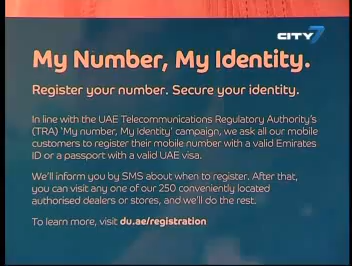 CITY7
My Number, My Identity.
Register your number. Secure your identity.
In line with the UAE Telecommunications Regulatory Authority's
(TRA) 'My number, My Identity' campaign, we ask all our mobile
customers to register their mobile number with a valid Emirates
ID or a passport with a valid UAE visa.
We'll inform you by SMS about when to register. After that,
you can visit any one of our 250 conveniently located
authorised dealers or stores, and we'll do the rest.
To learn more, visit du.ae/registration